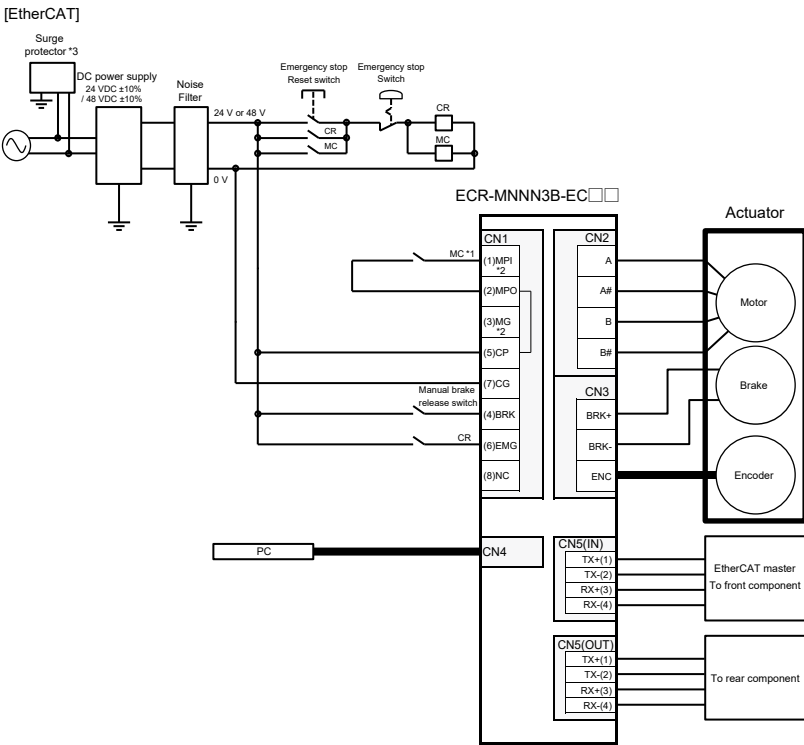 [EtherCAT]
Surge
protector *3
DC power supply
24 VDC ±10%
/ 48 VDC ±10%
Noise
Filter
24 V or 48 V
0 V
Emergency stop
Reset switch
Emergency stop
Switch
CR
MC
CR
MC
ECR-MNNN3B-EC□□
Actuator
CN1
MC *1
(1)MPI
*2
(2)MPO
(3)MG
*2
(5)CP
(7)CG
Manual brake
release switch
(4)BRK
CR
(6)EMG
(8)NC
CN2
A
A#
B
B#
CN3
BRK+
BRK-
ENC
Motor
Brake
Encoder
PC
CN4
CN5(IN)
TX+(1)
TX-(2)
RX+(3)
RX-(4)
EtherCAT master
To front component
CN5(OUT)
TX+(1)
TX-(2)
RX+(3)
RX-(4)
To rear component